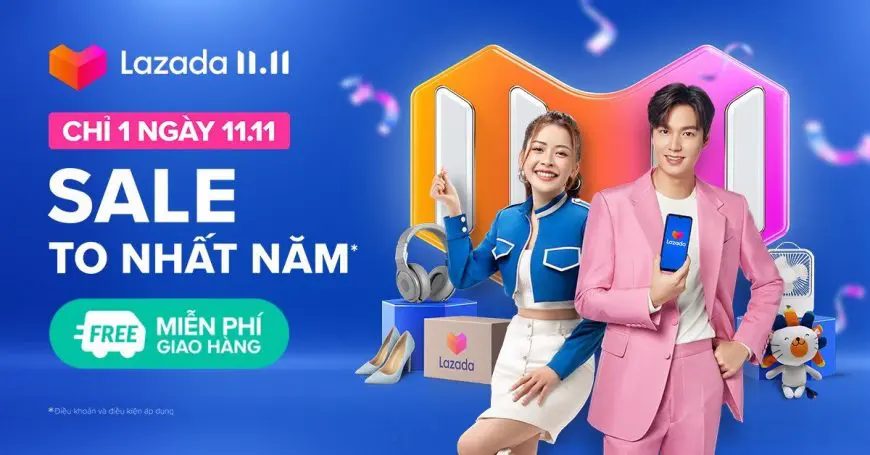 Lazada 11.11
CHỈ 1 NGÀY 11.11
SALE
TO NHẤT NĂM*
FREE
MIỄN PHÍ
GIAO HÀNG
*Điều khoản và điều kiện áp dụng
Lazada
Lazada